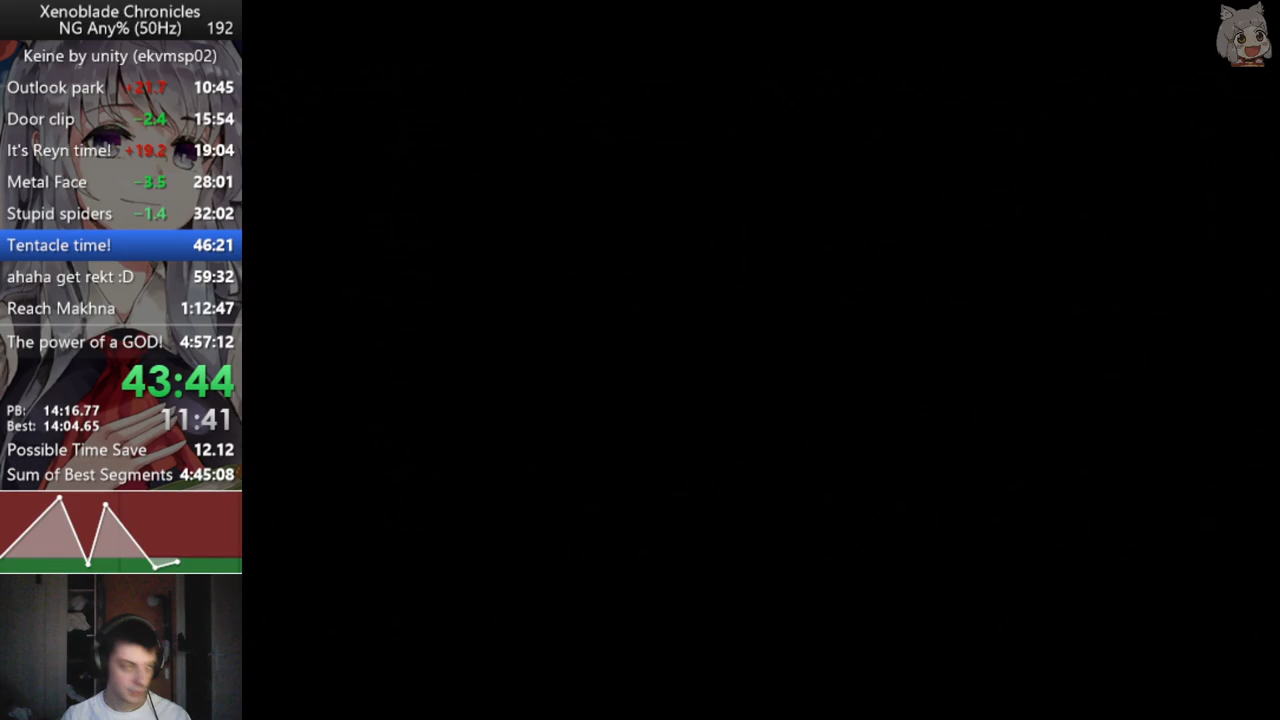 Xenoblade Chronicles
NG Any% (50Hz) 192
Keine by unity (ekvmsp02)
Outlook park +21.7 10:45
Door clip −2.4 15:54
It's Reyn time! +19.2 19:04
Metal Face −3.5 28:01
Stupid spiders −1.4 32:02
Tentacle time! 46:21
ahaha get rekt :D 59:32
Reach Makhna 1:12:47
The power of a GOD! 4:57:12
43:44
PB: 14:16.77 11:41
Best: 14:04.65
Possible Time Save 12.12
Sum of Best Segments 4:45:08